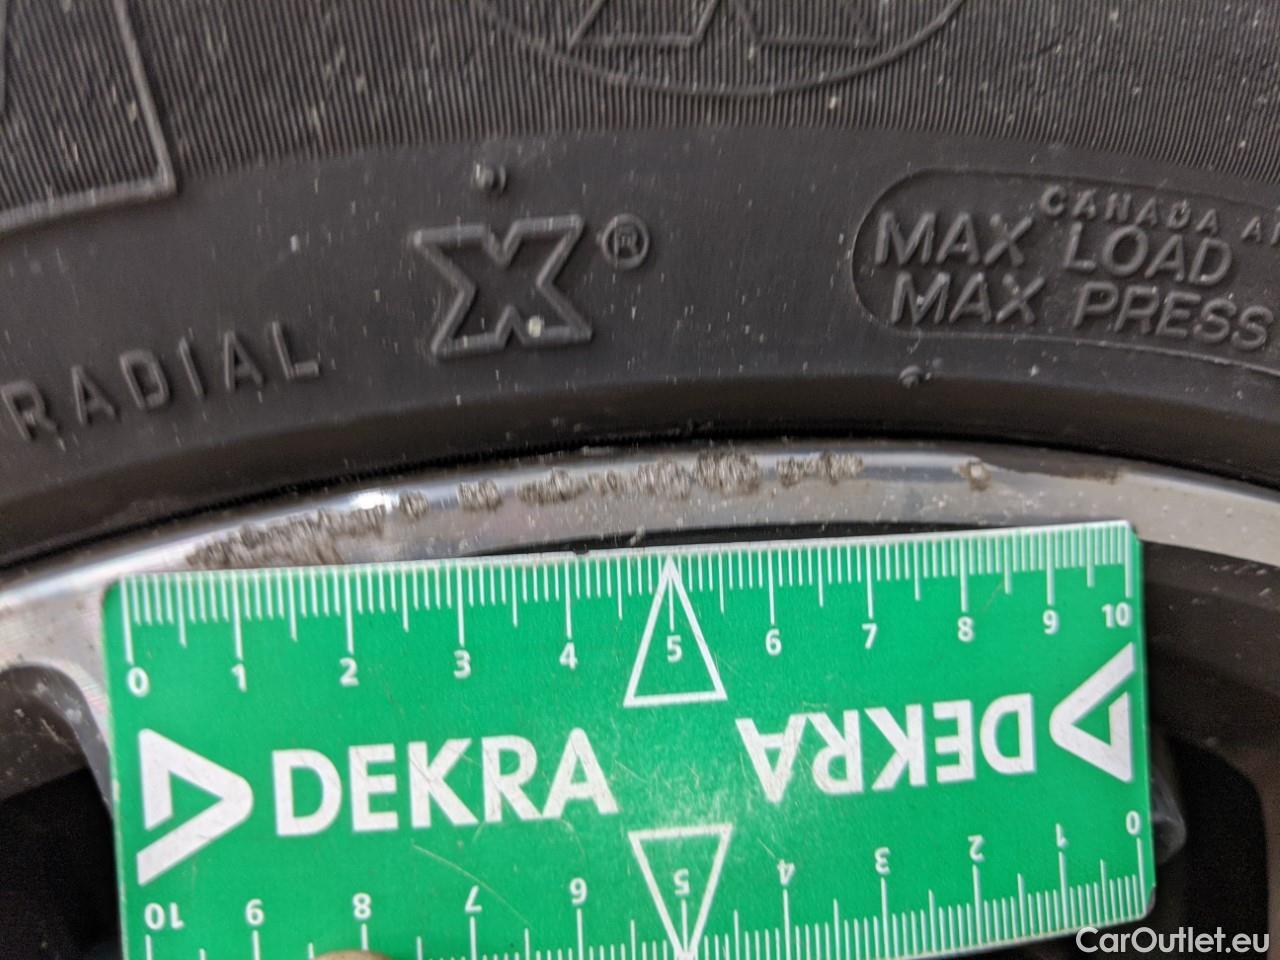 RADIAL X®
CANADA
MAX LOAD
MAX PRESS
0 1 2 3 4 5 6 7 8 9 10
DEKRA
DEKRA
10 9 8 7 6 5 4 3 2 1 0
CarOutlet.eu